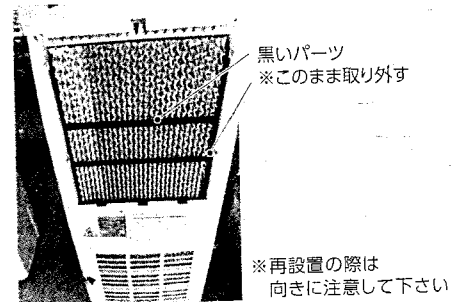 黒いパーツ
※このまま取り外す
※再設置の際は
向きに注意して下さい